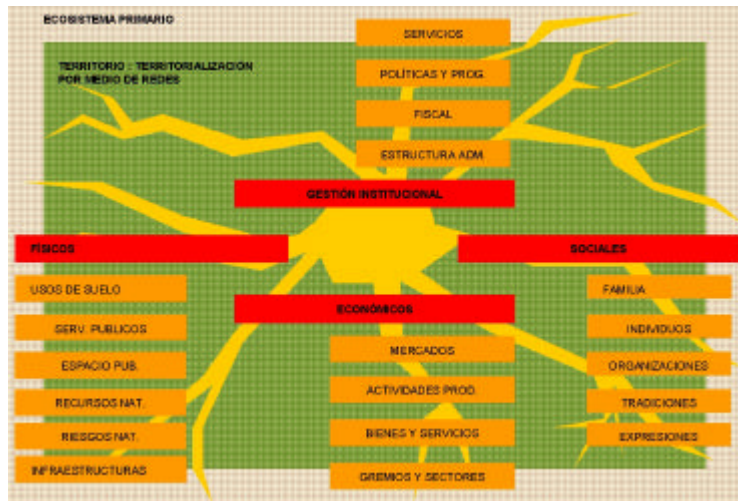 ECOSISTEMA PRIMARIO
TERRITORIO : TERRITORIALIZACIÓN
POR MEDIO DE REDES
SERVICIOS
POLÍTICAS Y PROG.
FISCAL
ESTRUCTURA ADM.
GESTIÓN INSTITUCIONAL
FÍSICOS
USOS DE SUELO
SERV. PUBLICOS
ESPACIO PUB.
RECURSOS NAT.
RIESGOS NAT.
INFRAESTRUCTURAS
ECONÓMICOS
MERCADOS
ACTIVIDADES PROD.
BIENES Y SERVICIOS
GREMIOS Y SECTORES
SOCIALES
FAMILIA
INDIVIDUOS
ORGANIZACIONES
TRADICIONES
EXPRESIONES